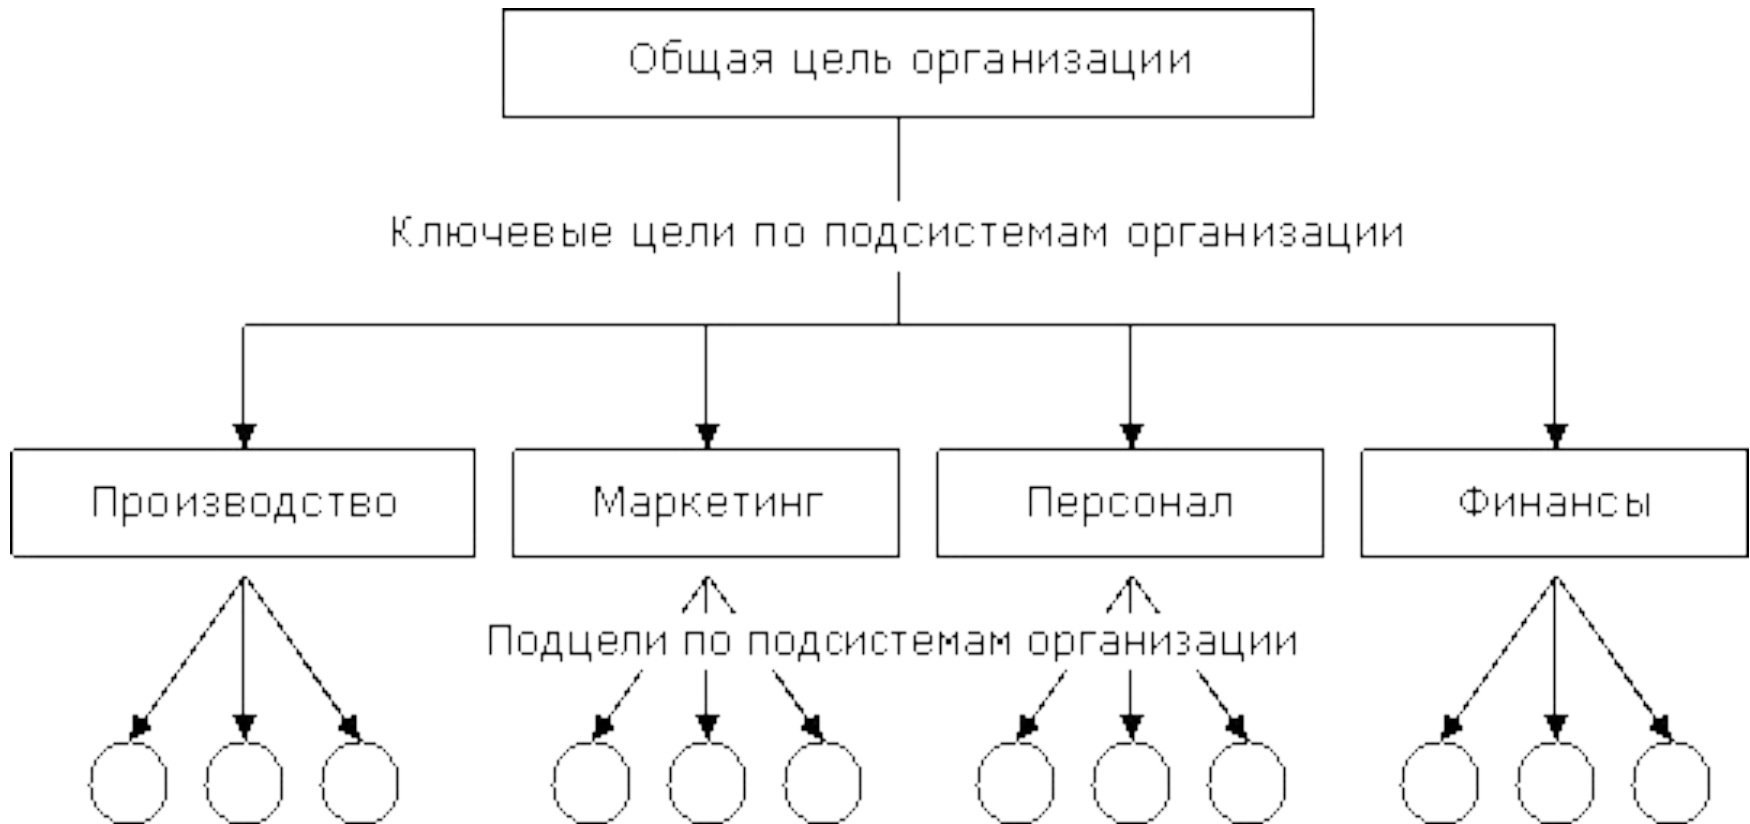 Общая цель организации
Ключевые цели по подсистемам организации
Производство
Маркетинг
Персонал
Финансы
Подцели по подсистемам организации